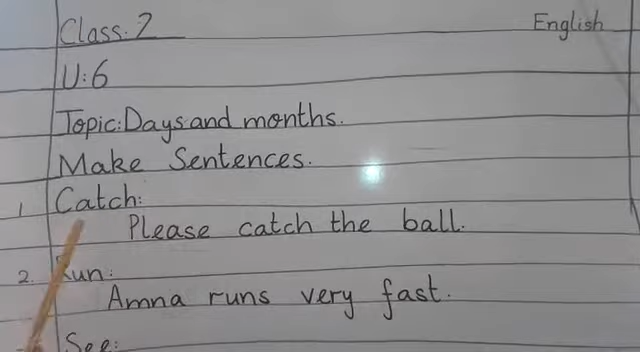 Class.2 English
U:6
Topic:Days and months.
Make Sentences.
1 Catch:
Please catch the ball.
2. Run:
Amna runs very fast.
See: